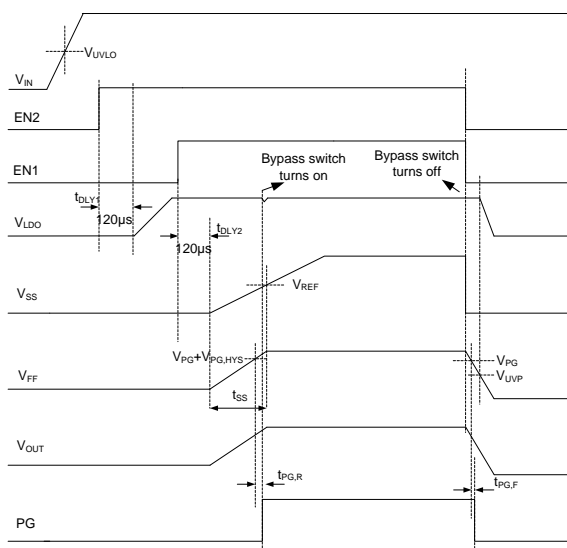 VUVLO
VIN
EN2
EN1
Bypass switch
turns on
Bypass switch
turns off
tDLY1
120µs
VLDO
tDLY2
120µs
VSS
VREF
VPG+VPG,HYS
VPG
VUVP
VFF
tSS
VOUT
tPG,R
tPG,F
PG